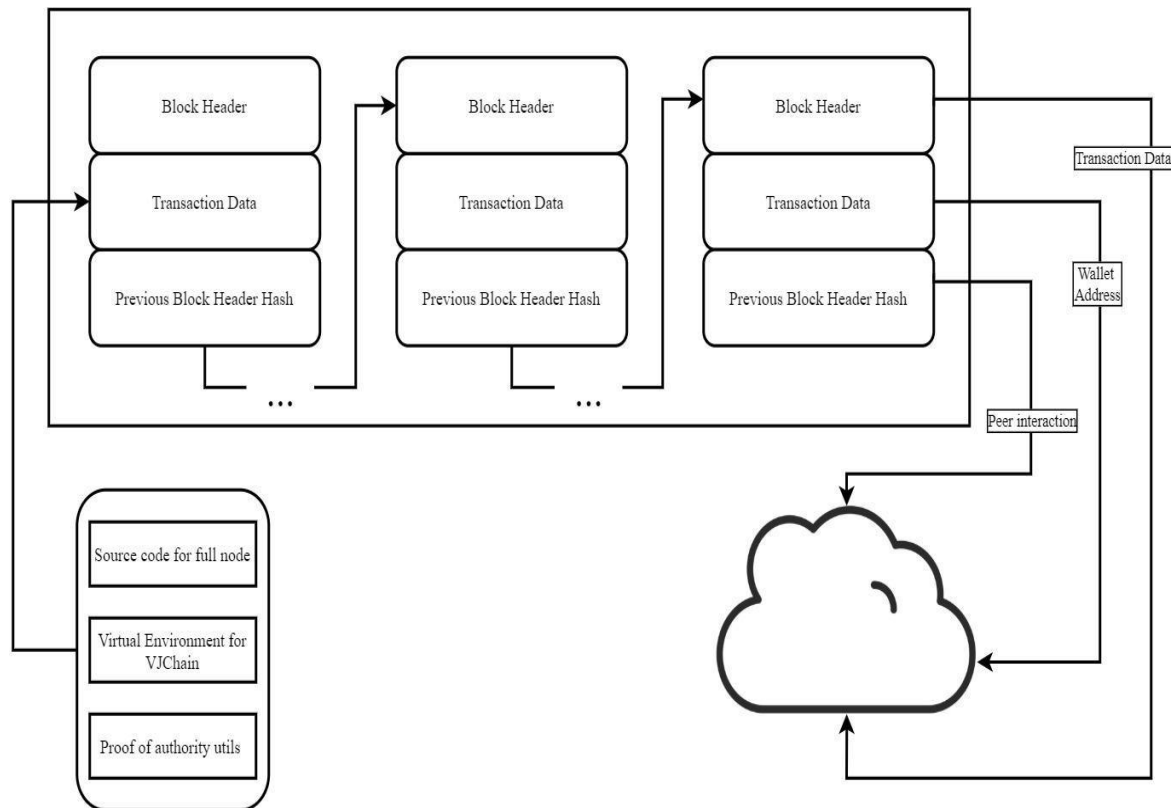 Block Header
Block Header
Block Header
Transaction Data
Transaction Data
Transaction Data
Transaction Data
Previous Block Header Hash
Previous Block Header Hash
Previous Block Header Hash
Wallet
Address
...
...
Peer interaction
Source code for full node
Virtual Environment for
VJChain
Proof of authority utils